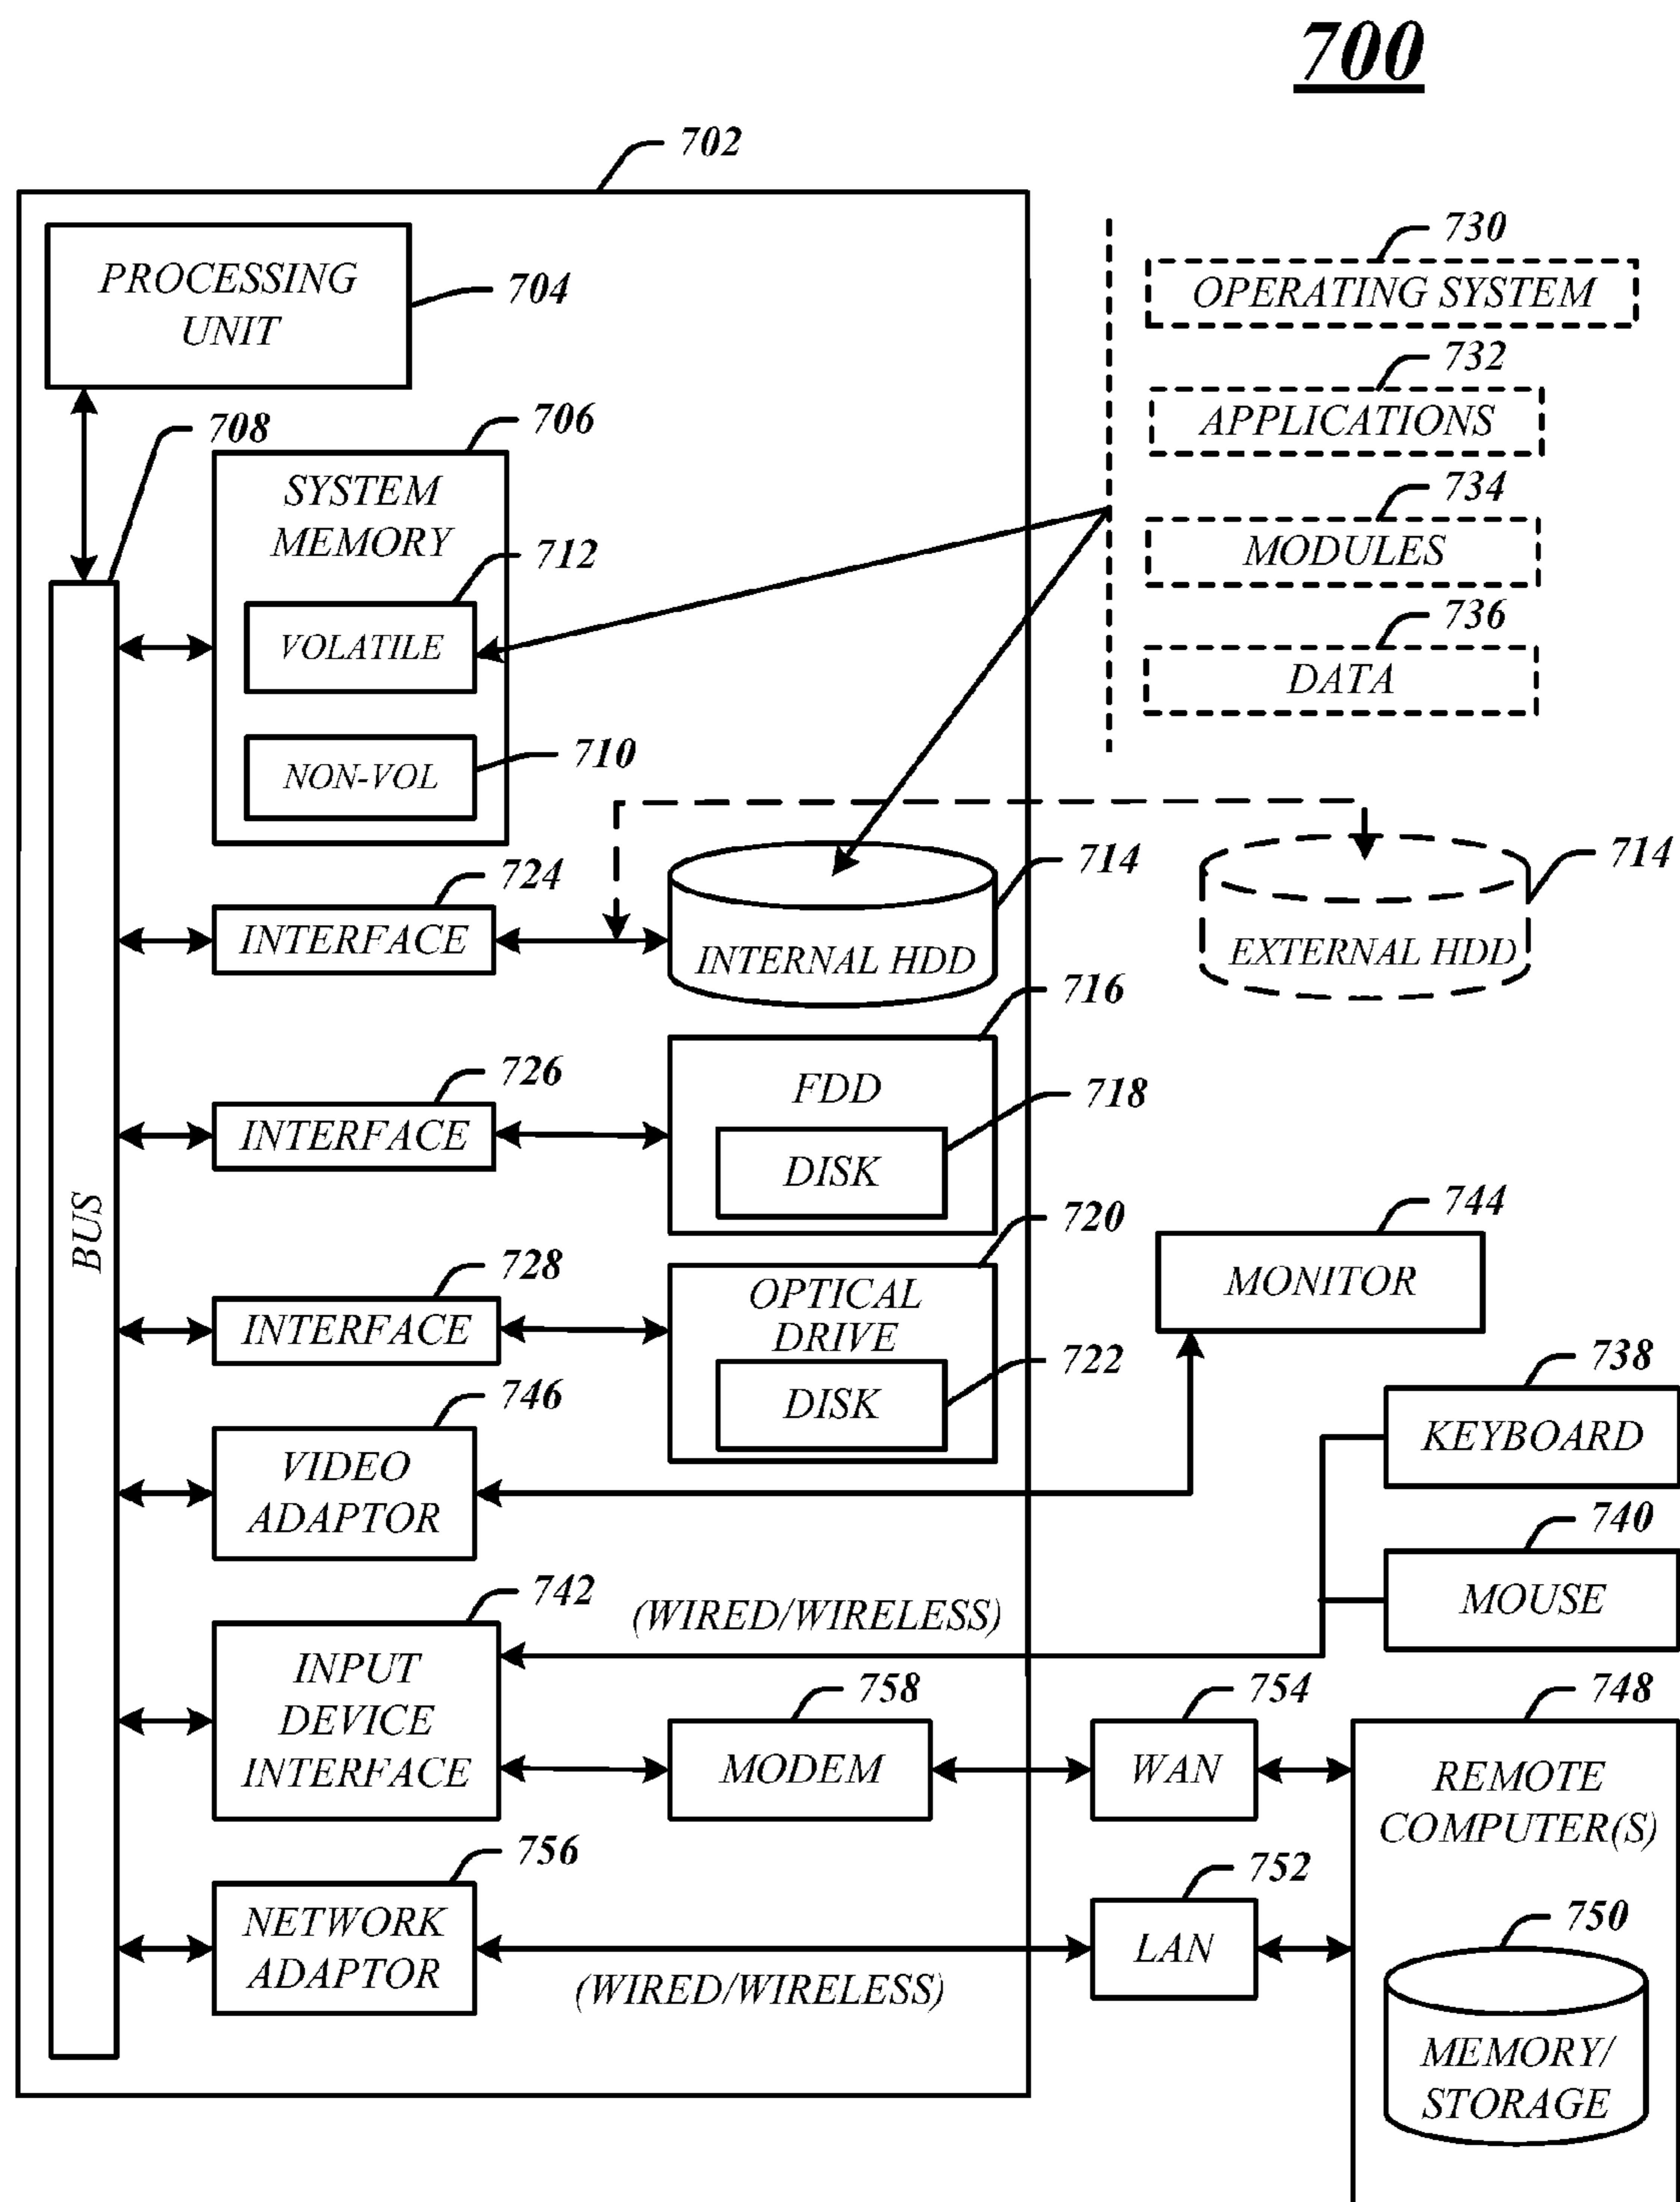 700
702
PROCESSING
UNIT
704
708
706
SYSTEM
MEMORY
712
VOLATILE
710
NON-VOL
730
OPERATING SYSTEM
732
APPLICATIONS
734
MODULES
736
DATA
BUS
724
INTERFACE
714
INTERNAL HDD
714
EXTERNAL HDD
726
INTERFACE
716
FDD
718
DISK
728
INTERFACE
720
OPTICAL
DRIVE
722
DISK
744
MONITOR
746
VIDEO
ADAPTOR
738
KEYBOARD
740
MOUSE
742
INPUT
DEVICE
INTERFACE
(WIRED/WIRELESS)
758
MODEM
754
WAN
748
REMOTE
COMPUTER(S)
756
NETWORK
ADAPTOR
(WIRED/WIRELESS)
752
LAN
750
MEMORY/
STORAGE